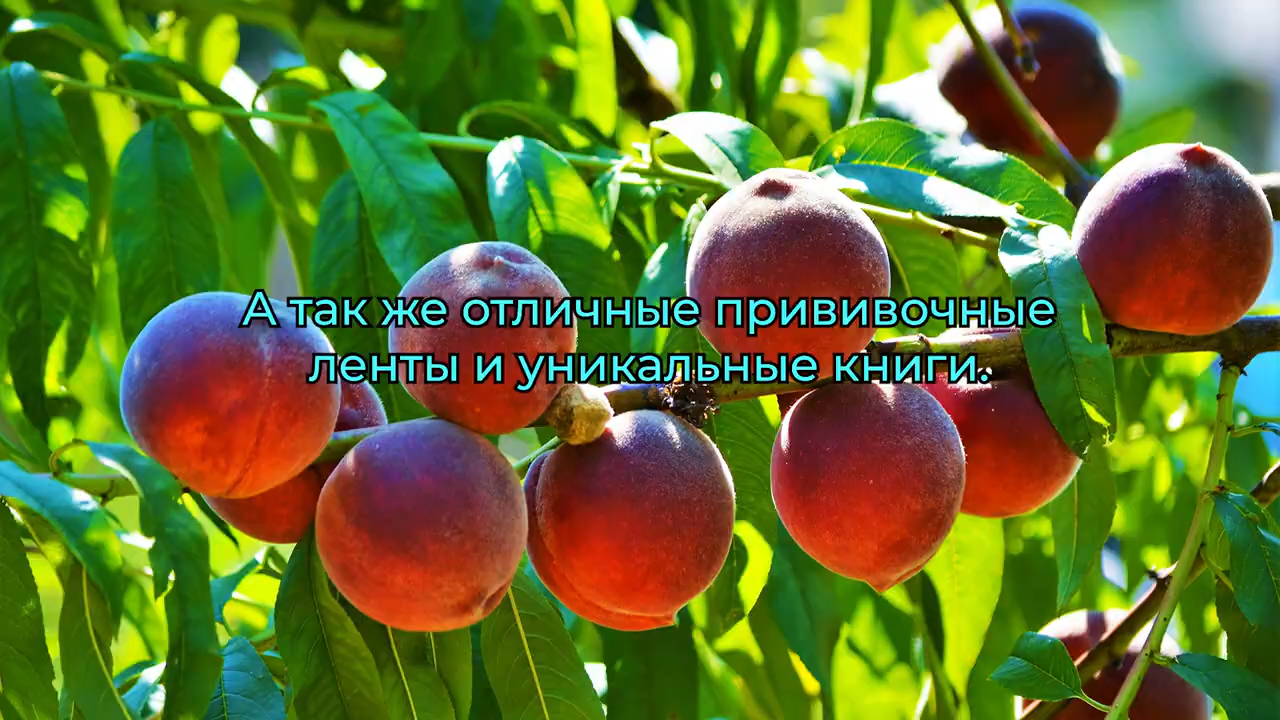 А так же отличные прививочные
ленты и уникальные книги.